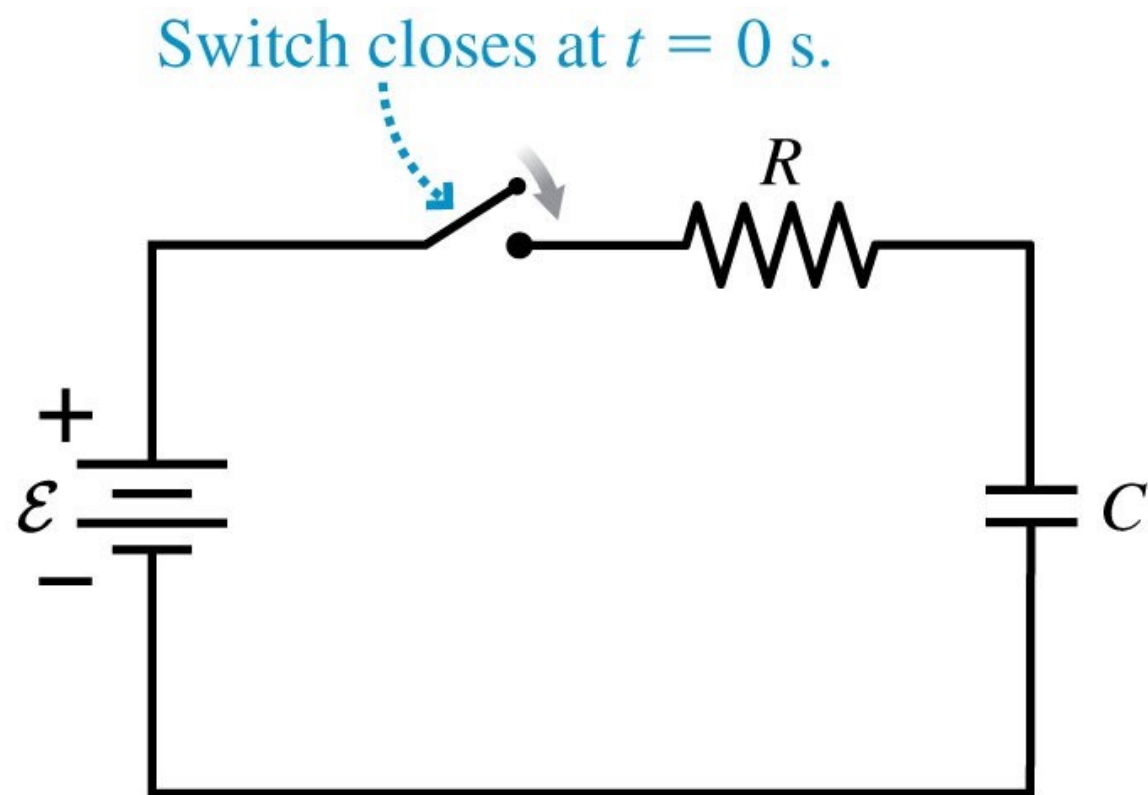 Switch closes at t = 0 s.
R
+
ℰ
−
C